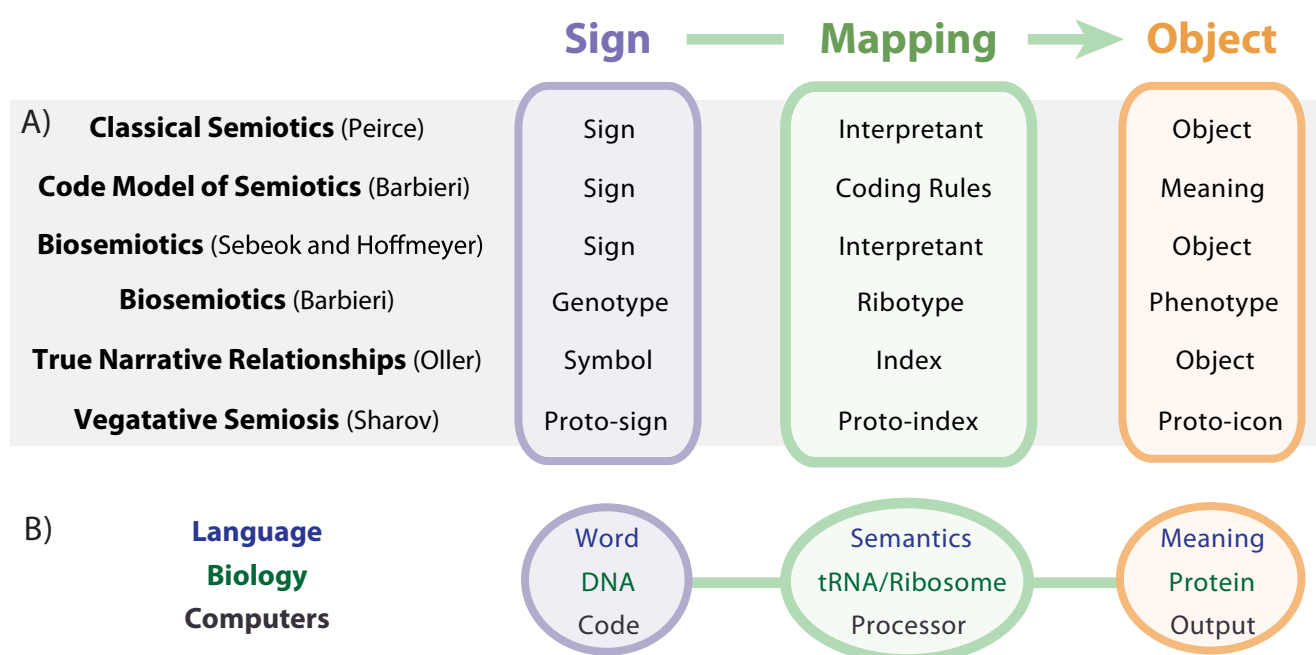 Sign Mapping Object
A) Classical Semiotics (Peirce) Sign Interpretant Object
Code Model of Semiotics (Barbieri) Sign Coding Rules Meaning
Biosemiotics (Sebeok and Hoffmeyer) Sign Interpretant Object
Biosemiotics (Barbieri) Genotype Ribotype Phenotype
True Narrative Relationships (Oller) Symbol Index Object
Vegatative Semiosis (Sharov) Proto-sign Proto-index Proto-icon
B) Language Word Semantics Meaning
Biology DNA tRNA/Ribosome Protein
Computers Code Processor Output